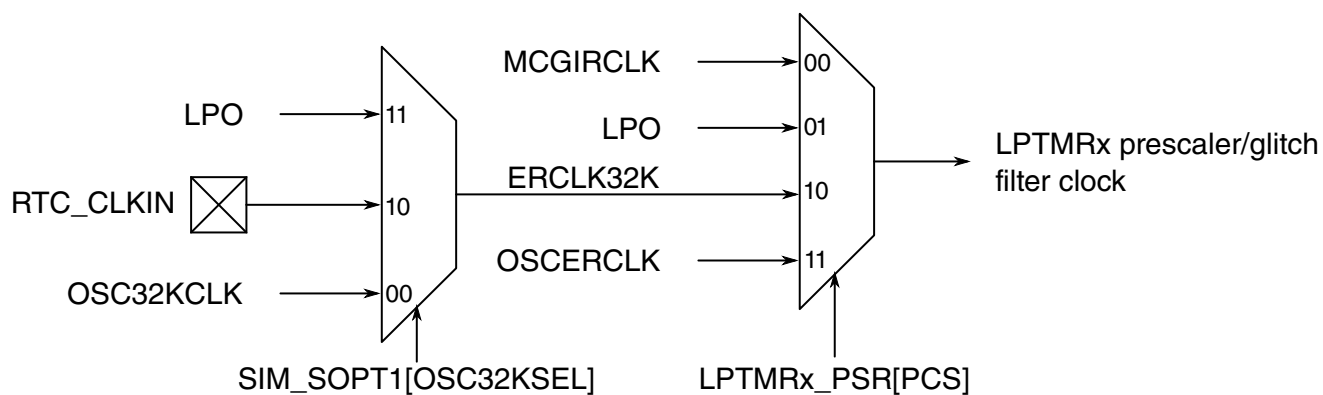 MCGIRCLK
00
LPO
11
LPO
01
LPTMRx prescaler/glitch
filter clock
ERCLK32K
RTC_CLKIN
10
10
OSCERCLK
11
OSC32KCLK
00
SIM_SOPT1[OSC32KSEL]
LPTMRx_PSR[PCS]